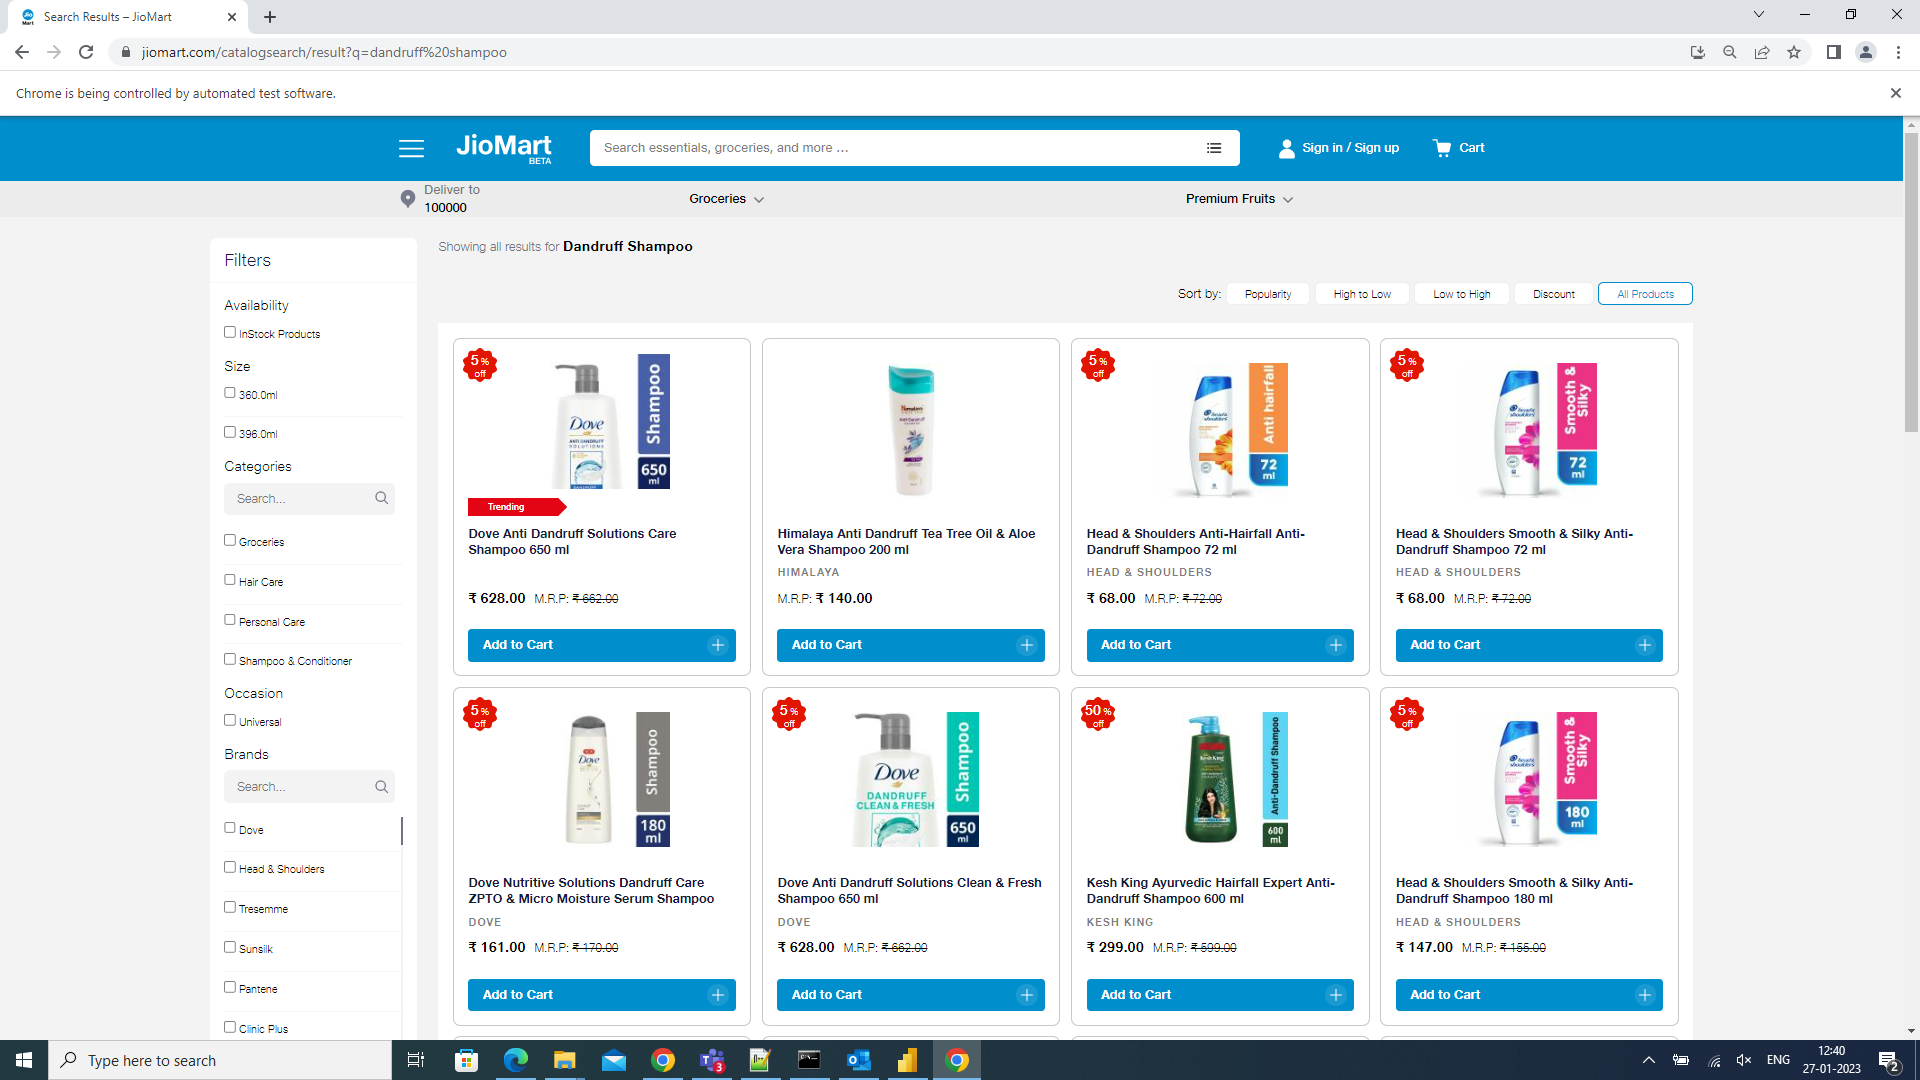 Search Results – JioMart
jiomart.com/catalogsearch/result?q=dandruff%20shampoo
Chrome is being controlled by automated test software.
JioMart
BETA
Search essentials, groceries, and more ...
Sign in / Sign up
Cart
Deliver to
100000
Groceries
Premium Fruits
Filters
Availability
InStock Products
Size
360.0ml
396.0ml
Categories
Search...
Groceries
Hair Care
Personal Care
Shampoo & Conditioner
Occasion
Universal
Brands
Search...
Dove
Head & Shoulders
Tresemme
Sunsilk
Pantene
Clinic Plus
Showing all results for Dandruff Shampoo
Sort by:
Popularity
High to Low
Low to High
Discount
All Products
5%
off
Dove
ANTI DANDRUFF
SOLUTIONS
Shampoo
650
ml
Trending
Dove Anti Dandruff Solutions Care
Shampoo 650 ml
₹ 628.00 M.R.P: ₹ 662.00
Add to Cart
Himalaya Anti Dandruff Tea Tree Oil & Aloe
Vera Shampoo 200 ml
HIMALAYA
M.R.P: ₹ 140.00
Add to Cart
5%
off
Anti hairfall
72
ml
Head & Shoulders Anti-Hairfall Anti-
Dandruff Shampoo 72 ml
HEAD & SHOULDERS
₹ 68.00 M.R.P: ₹ 72.00
Add to Cart
5%
off
Smooth &
Silky
72
ml
Head & Shoulders Smooth & Silky Anti-
Dandruff Shampoo 72 ml
HEAD & SHOULDERS
₹ 68.00 M.R.P: ₹ 72.00
Add to Cart
5%
off
Dove
Shampoo
180
ml
Dove Nutritive Solutions Dandruff Care
ZPTO & Micro Moisture Serum Shampoo
DOVE
₹ 161.00 M.R.P: ₹ 170.00
Add to Cart
5%
off
Dove
DANDRUFF
CLEAN & FRESH
Shampoo
650
ml
Dove Anti Dandruff Solutions Clean & Fresh
Shampoo 650 ml
DOVE
₹ 628.00 M.R.P: ₹ 662.00
Add to Cart
50%
off
Kesh King
Anti-Dandruff Shampoo
600
ml
Kesh King Ayurvedic Hairfall Expert Anti-
Dandruff Shampoo 600 ml
KESH KING
₹ 299.00 M.R.P: ₹ 599.00
Add to Cart
5%
off
Smooth &
Silky
180
ml
Head & Shoulders Smooth & Silky Anti-
Dandruff Shampoo 180 ml
HEAD & SHOULDERS
₹ 147.00 M.R.P: ₹ 155.00
Add to Cart
Type here to search
3
ENG
12:40
27-01-2023
2